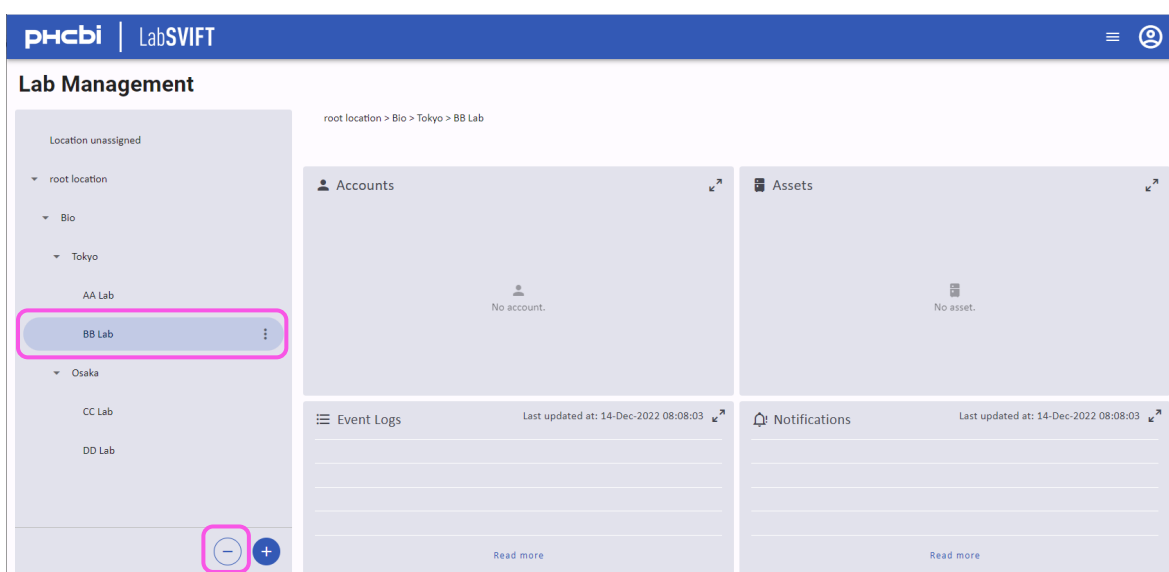 PHCbi | LabSVIFT
Lab Management
Location unassigned
root location
Bio
Tokyo
AA Lab
BB Lab
Osaka
CC Lab
DD Lab
root location > Bio > Tokyo > BB Lab
Accounts
No account.
Assets
No asset.
Event Logs Last updated at: 14-Dec-2022 08:08:03
Read more
Notifications Last updated at: 14-Dec-2022 08:08:03
Read more